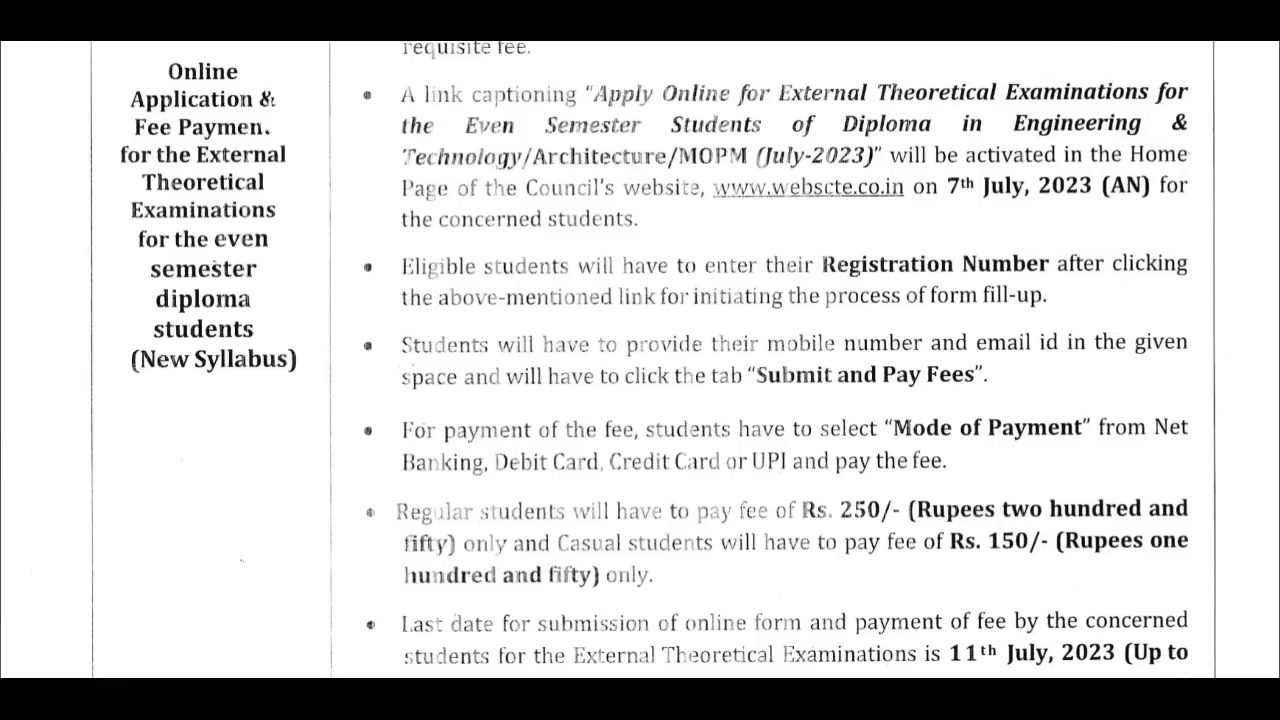 Online
Application &
Fee Paymen.
for the External
Theoretical
Examinations
for the even
semester
diploma
students
(New Syllabus)
requisite fee.
• A link captioning “Apply Online for External Theoretical Examinations for
the Even Semester Students of Diploma in Engineering &
Technology/Architecture/MOPM (July-2023)” will be activated in the Home
Page of the Council’s website, www.webscte.co.in on 7th July, 2023 (AN) for
the concerned students.
• Eligible students will have to enter their Registration Number after clicking
the above-mentioned link for initiating the process of form fill-up.
• Students will have to provide their mobile number and email id in the given
space and will have to click the tab “Submit and Pay Fees”.
• For payment of the fee, students have to select “Mode of Payment” from Net
Banking, Debit Card, Credit Card or UPI and pay the fee.
• Regular students will have to pay fee of Rs. 250/- (Rupees two hundred and
fifty) only and Casual students will have to pay fee of Rs. 150/- (Rupees one
hundred and fifty) only.
• Last date for submission of online form and payment of fee by the concerned
students for the External Theoretical Examinations is 11th July, 2023 (Up to